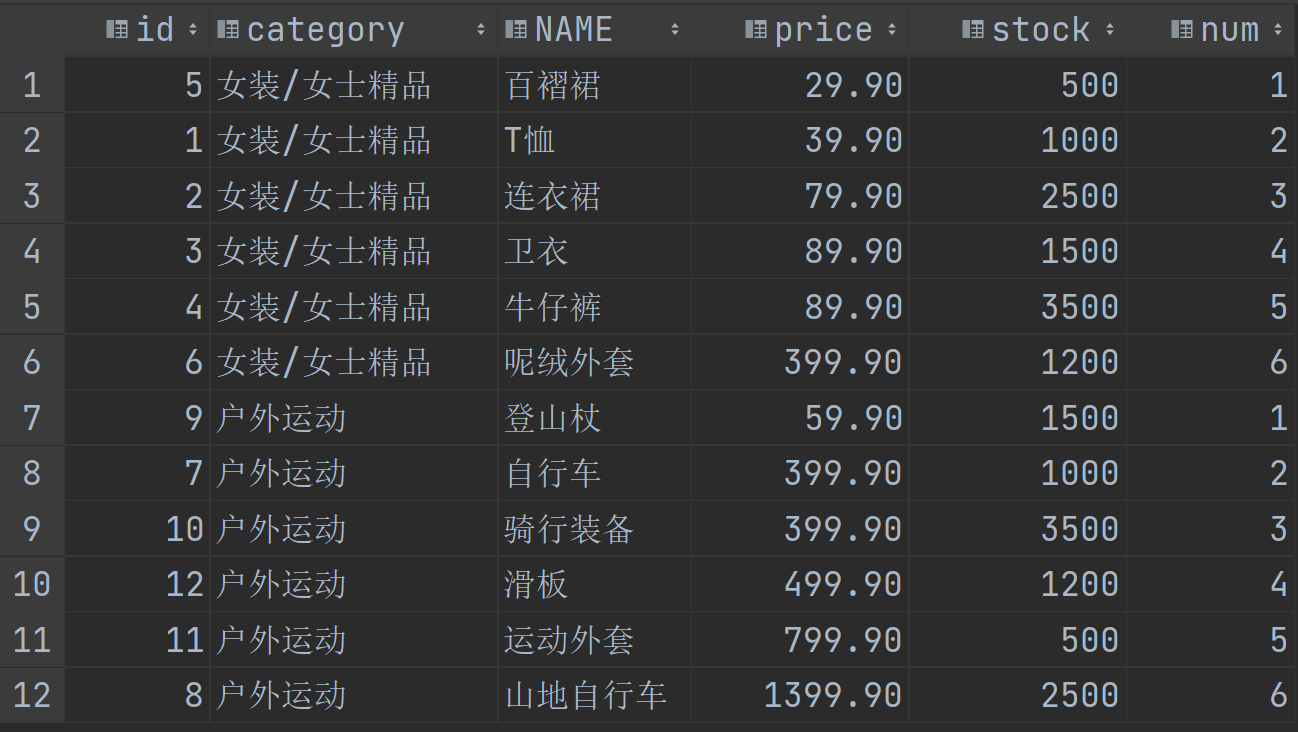 id category NAME price stock num
1 5 女装/女士精品 百褶裙 29.90 500 1
2 1 女装/女士精品 T恤 39.90 1000 2
3 2 女装/女士精品 连衣裙 79.90 2500 3
4 3 女装/女士精品 卫衣 89.90 1500 4
5 4 女装/女士精品 牛仔裤 89.90 3500 5
6 6 女装/女士精品 呢绒外套 399.90 1200 6
7 9 户外运动 登山杖 59.90 1500 1
8 7 户外运动 自行车 399.90 1000 2
9 10 户外运动 骑行装备 399.90 3500 3
10 12 户外运动 滑板 499.90 1200 4
11 11 户外运动 运动外套 799.90 500 5
12 8 户外运动 山地自行车 1399.90 2500 6